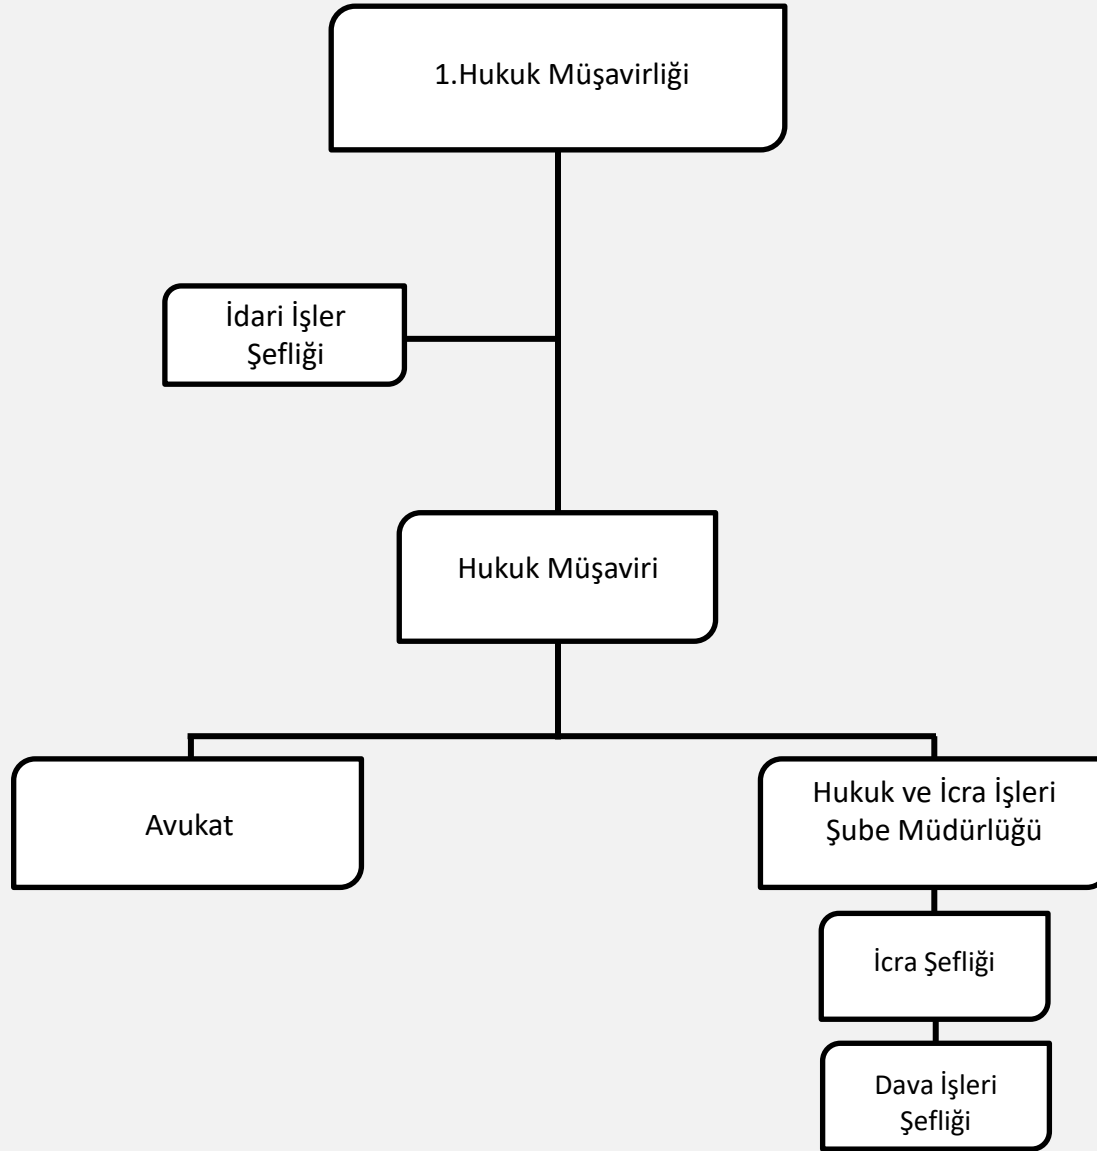 1.Hukuk Müşavirliği
İdari İşler
Şefliği
Hukuk Müşaviri
Avukat
Hukuk ve İcra İşleri
Şube Müdürlüğü
İcra Şefliği
Dava İşleri
Şefliği